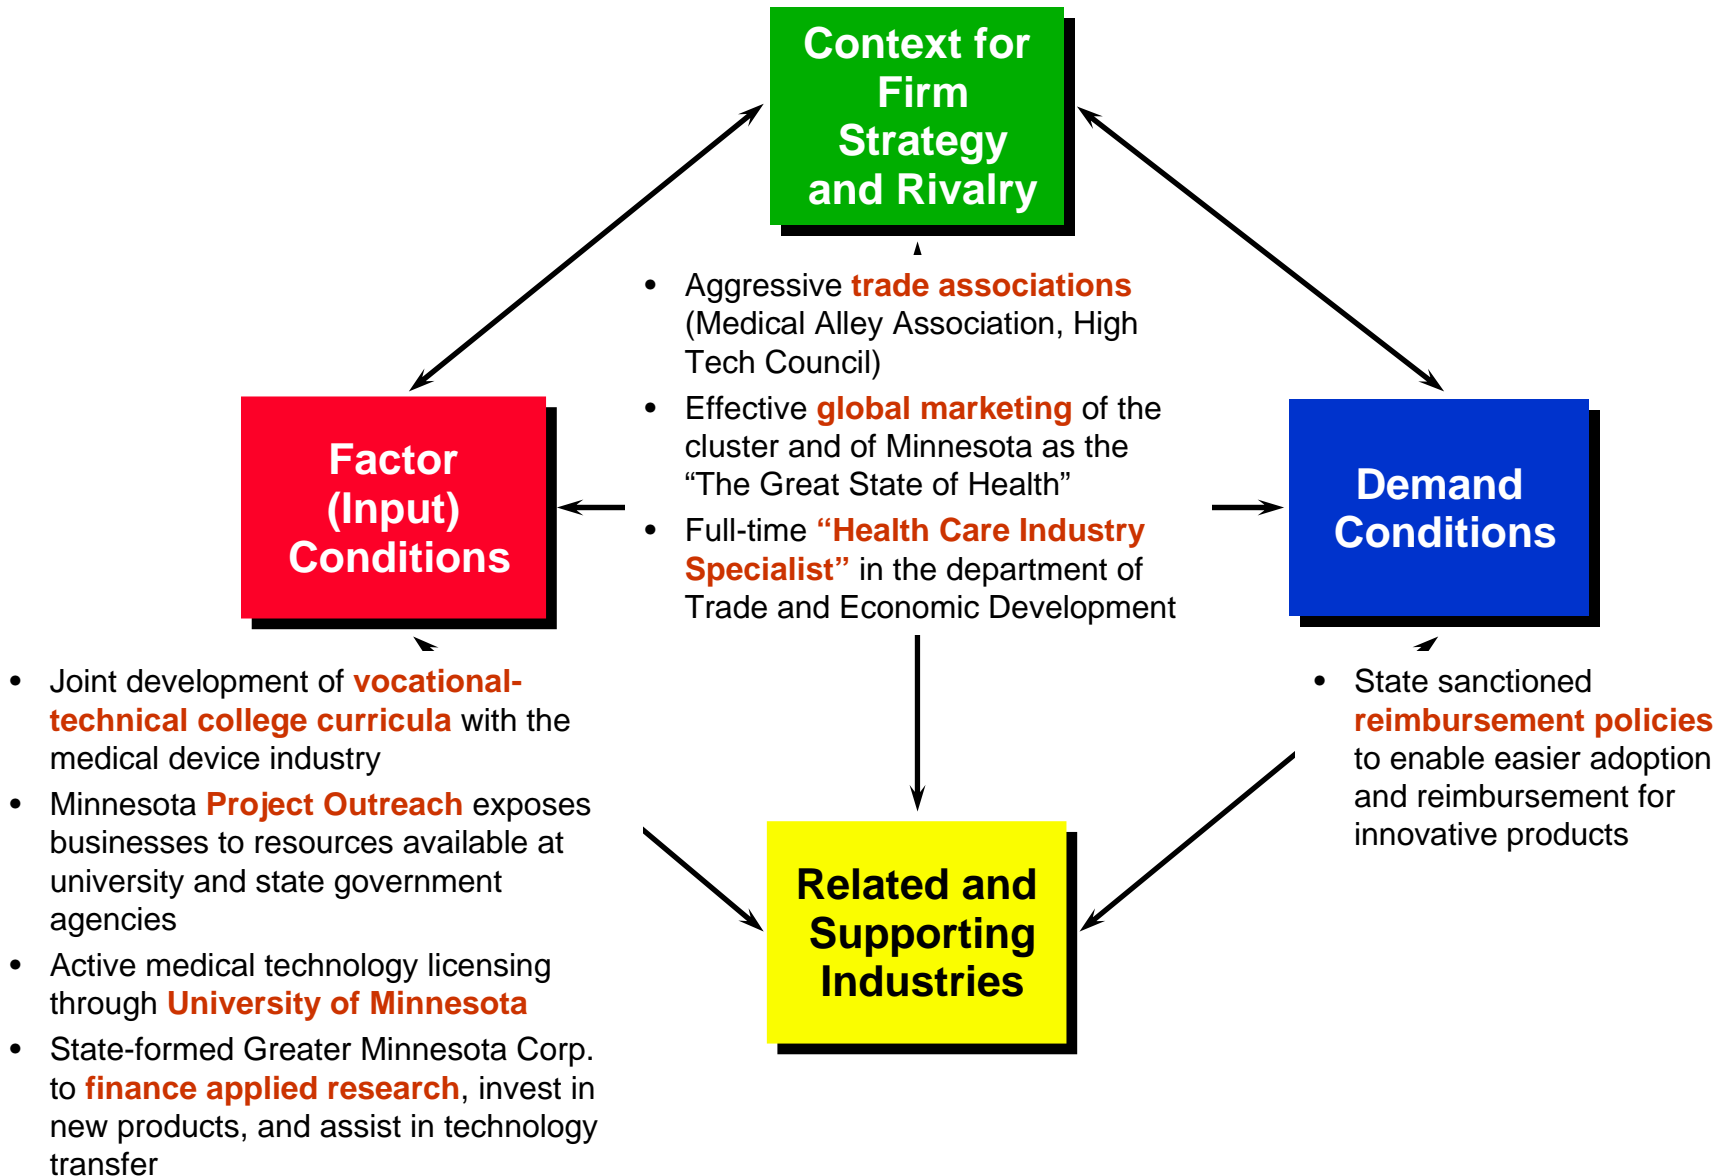 Context for
Firm
Strategy
and Rivalry
• Aggressive trade associations
(Medical Alley Association, High
Tech Council)
• Effective global marketing of the
cluster and of Minnesota as the
“The Great State of Health”
• Full-time “Health Care Industry
Specialist” in the department of
Trade and Economic Development
Factor
(Input)
Conditions
Demand
Conditions
• Joint development of vocational-
technical college curricula with the
medical device industry
• Minnesota Project Outreach exposes
businesses to resources available at
university and state government
agencies
• Active medical technology licensing
through University of Minnesota
• State-formed Greater Minnesota Corp.
to finance applied research, invest in
new products, and assist in technology
transfer
• State sanctioned
reimbursement policies
to enable easier adoption
and reimbursement for
innovative products
Related and
Supporting
Industries